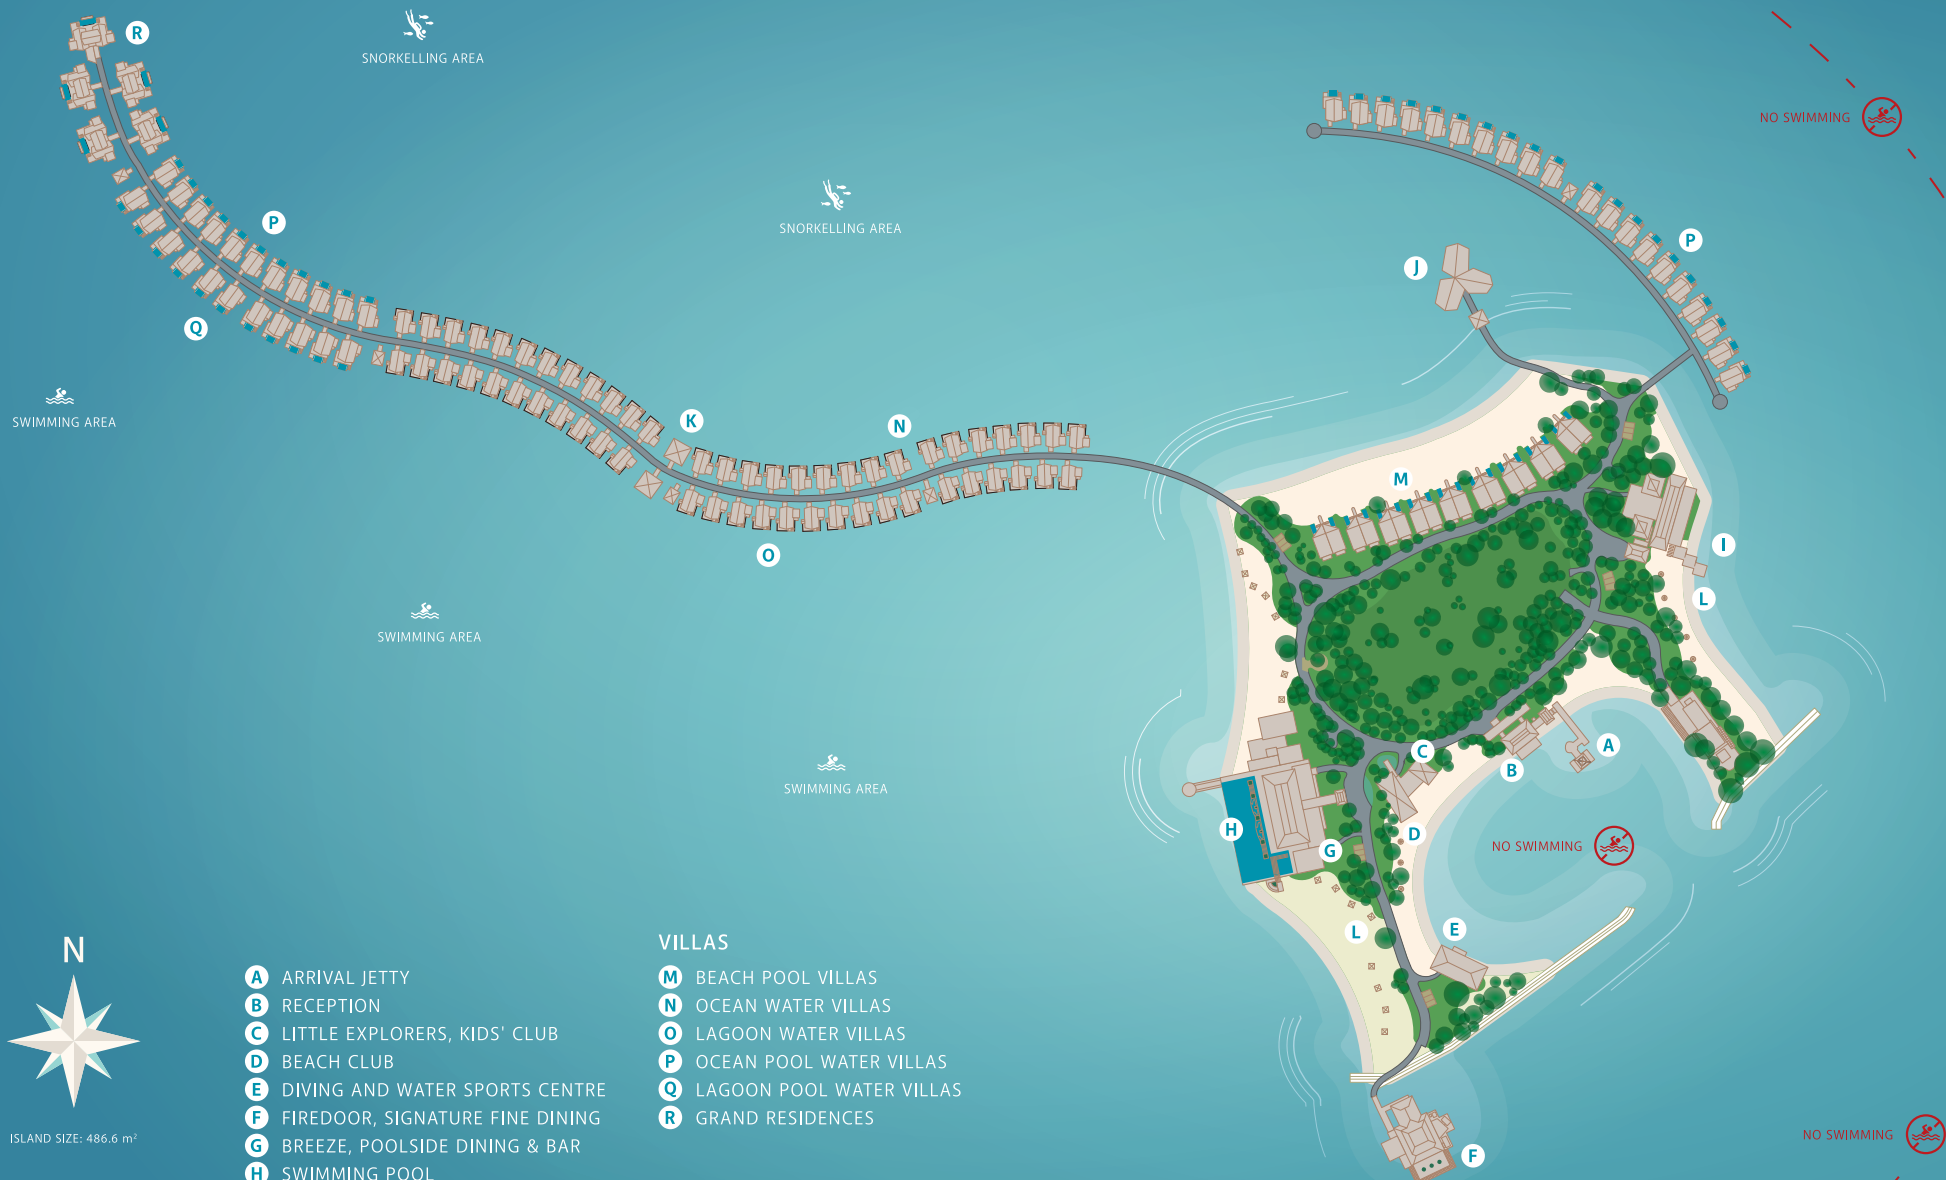 R
SNORKELLING AREA
NO SWIMMING
SNORKELLING AREA
P
P
J
Q
SWIMMING AREA
K
N
M
O
I
L
SWIMMING AREA
SWIMMING AREA
C
A
B
H
D
G
NO SWIMMING
L
E
F
NO SWIMMING
N
ISLAND SIZE: 486.6 m²
A ARRIVAL JETTY
B RECEPTION
C LITTLE EXPLORERS, KIDS' CLUB
D BEACH CLUB
E DIVING AND WATER SPORTS CENTRE
F FIREDOOR, SIGNATURE FINE DINING
G BREEZE, POOLSIDE DINING & BAR
H SWIMMING POOL
VILLAS
M BEACH POOL VILLAS
N OCEAN WATER VILLAS
O LAGOON WATER VILLAS
P OCEAN POOL WATER VILLAS
Q LAGOON POOL WATER VILLAS
R GRAND RESIDENCES